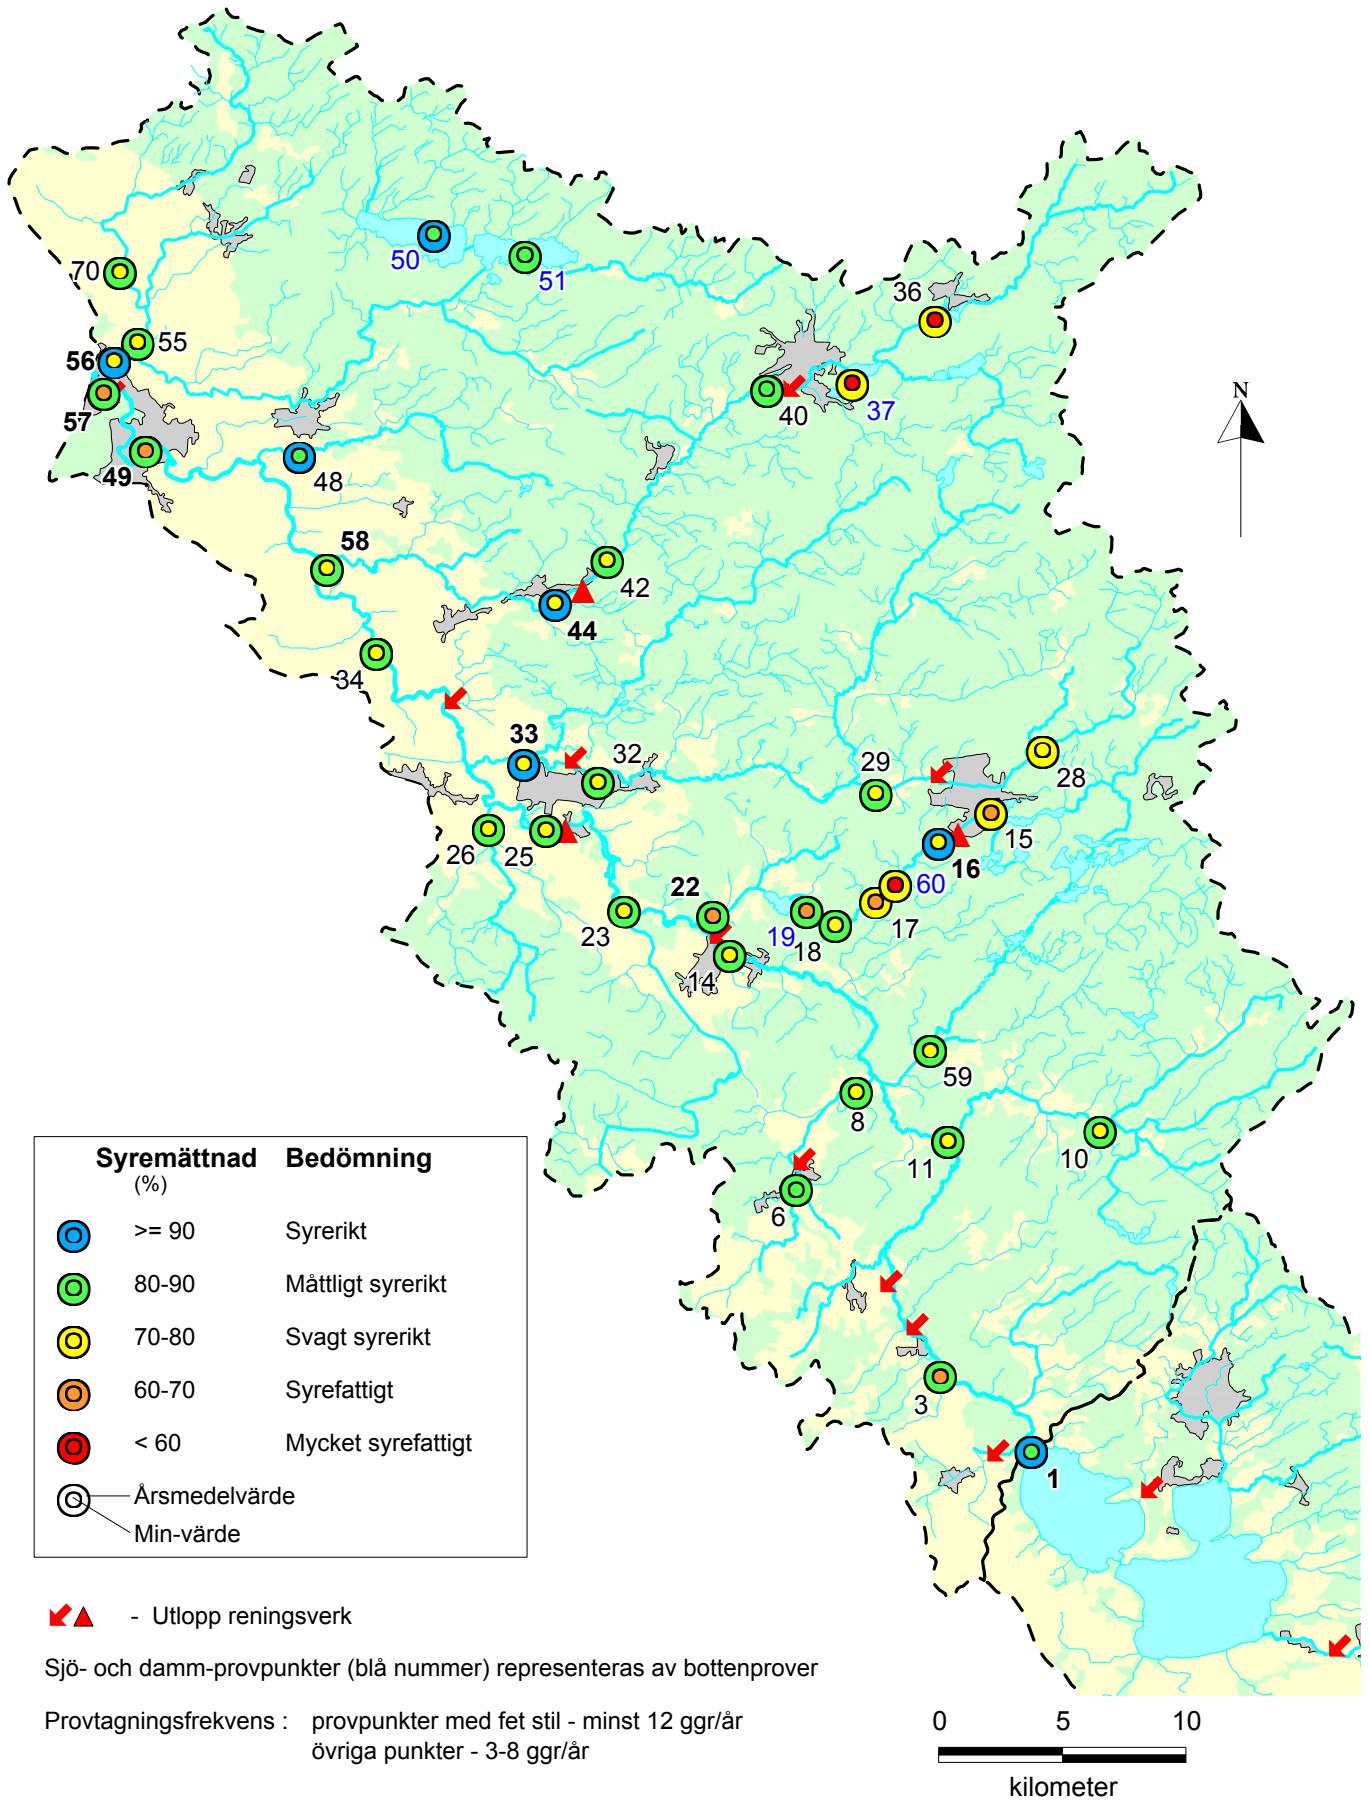 50
51
70
36
55
56
57
40
37
N
49
48
58
42
44
34
33
32
29
28
26
25
15
16
60
22
23
19
18
17
14
59
8
11
10
6
3
1
Syremättnad Bedömning
(%)
>= 90 Syrerikt
80-90 Måttligt syrerikt
70-80 Svagt syrerikt
60-70 Syrefattigt
< 60 Mycket syrefattigt
Årsmedelvärde
Min-värde
- Utlopp reningsverk
Sjö- och damm-provpunkter (blå nummer) representeras av bottenprover
Provtagningsfrekvens : provpunkter med fet stil - minst 12 ggr/år
övriga punkter - 3-8 ggr/år
0 5 10
kilometer